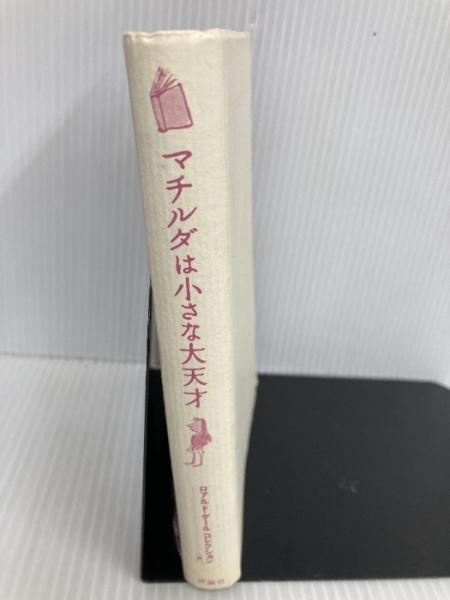 マチルダは小さな大天才
ロアルド・ダール コレクション
評論社